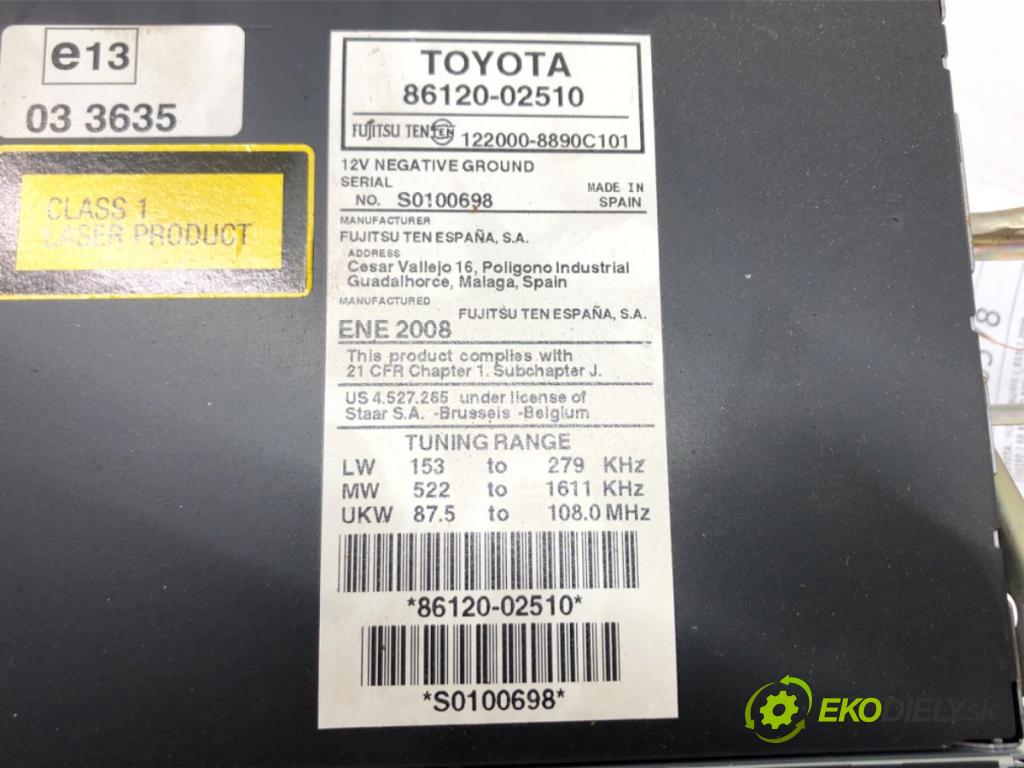 e13
03 3635
CLASS 1
LASER PRODUCT
TOYOTA
86120-02510
FUJITSU TEN TEN 122000-8890C101
12V NEGATIVE GROUND
SERIAL
NO. S0100698
MADE IN
SPAIN
MANUFACTURER
FUJITSU TEN ESPAÑA, S.A.
ADDRESS
Cesar Vallejo 16, Poligono Industrial
Guadalhorce, Malaga, Spain
MANUFACTURED
FUJITSU TEN ESPAÑA, S.A.
ENE 2008
This product complies with
21 CFR Chapter 1. Subchapter J.
US 4.527.265 under license of
Staar S.A. -Brussels -Belgium
TUNING RANGE
LW 153 to 279 KHz
MW 522 to 1611 KHz
UKW 87.5 to 108.0 MHz
*86120-02510*
*S0100698*
EKODIELY.sk